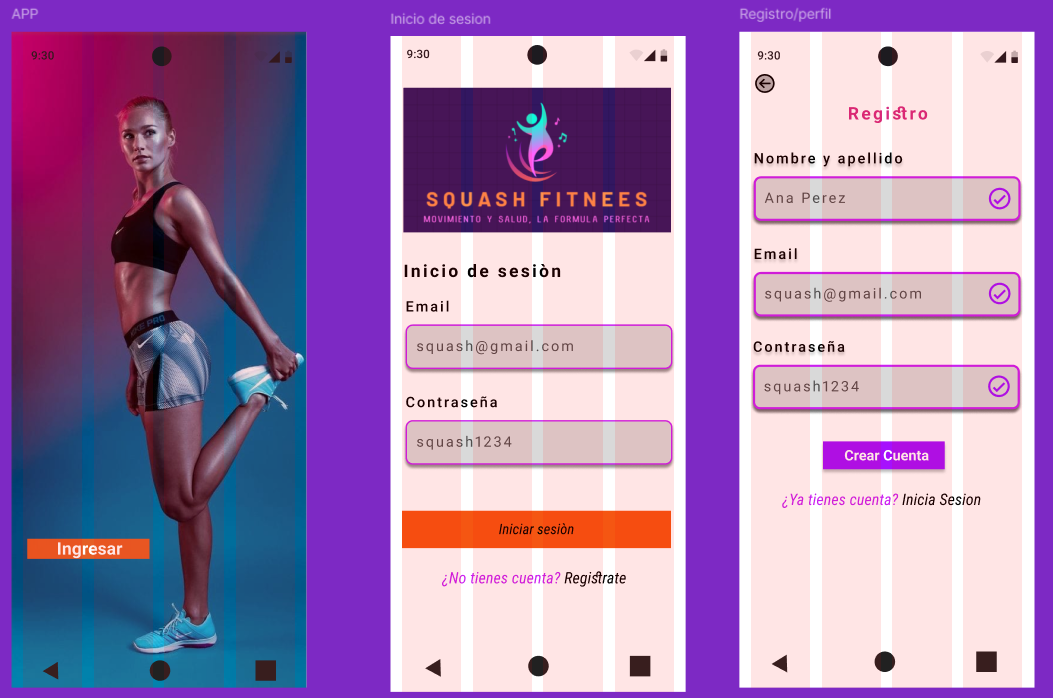 APP
9:30
NIKE PRO
Ingresar
Inicio de sesion
9:30
SQUASH FITNEES
MOVIMIENTO Y SALUD, LA FORMULA PERFECTA
Inicio de sesiòn
Email
squash@gmail.com
Contraseña
squash1234
Iniciar sesiòn
¿No tienes cuenta? Registrate
Registro/perfil
9:30
Registro
Nombre y apellido
Ana Perez
Email
squash@gmail.com
Contraseña
squash1234
Crear Cuenta
¿Ya tienes cuenta? Inicia Sesion